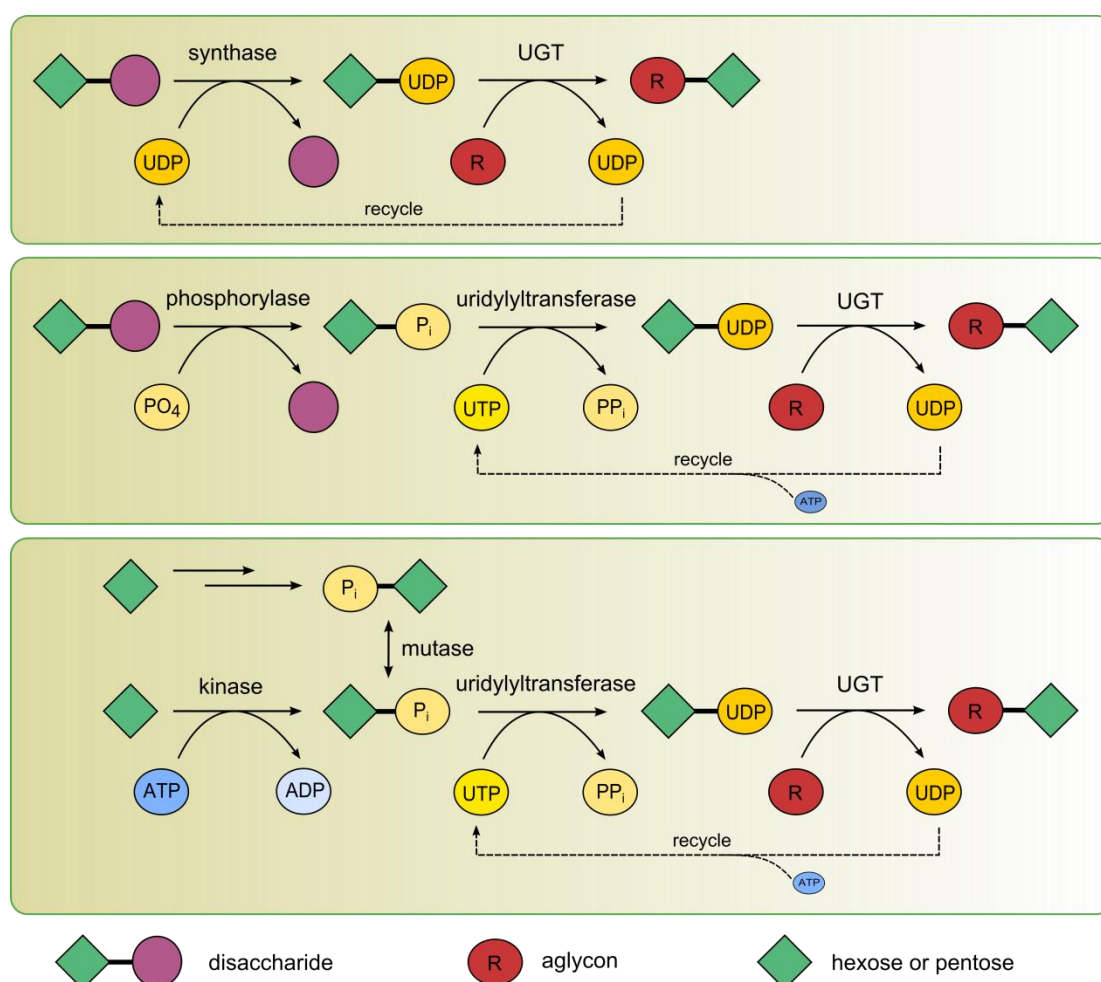 synthase UGT
UDP R
UDP R UDP
recycle
phosphorylase uridylyltransferase UGT
Pi UDP R
PO4 UTP PPi R UDP
recycle
ATP
Pi
mutase
kinase uridylyltransferase UGT
Pi UDP R
ATP ADP UTP PPi R UDP
recycle
ATP
disaccharide R aglycon hexose or pentose